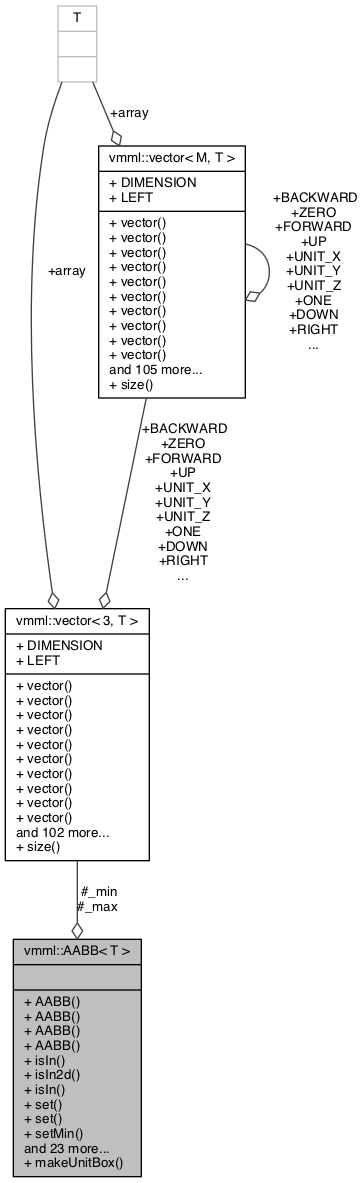 T
+array
vmml::vector< M, T >
+ DIMENSION
+ LEFT
+ vector()
+ vector()
+ vector()
+ vector()
+ vector()
+ vector()
+ vector()
+ vector()
+ vector()
+ vector()
and 105 more...
+ size()
+BACKWARD
+ZERO
+FORWARD
+UP
+UNIT_X
+UNIT_Y
+UNIT_Z
+ONE
+DOWN
+RIGHT
...
+array
+BACKWARD
+ZERO
+FORWARD
+UP
+UNIT_X
+UNIT_Y
+UNIT_Z
+ONE
+DOWN
+RIGHT
...
vmml::vector< 3, T >
+ DIMENSION
+ LEFT
+ vector()
+ vector()
+ vector()
+ vector()
+ vector()
+ vector()
+ vector()
+ vector()
+ vector()
+ vector()
and 102 more...
+ size()
#_min
#_max
vmml::AABB< T >
+ AABB()
+ AABB()
+ AABB()
+ AABB()
+ isIn()
+ isIn2d()
+ isIn()
+ set()
+ set()
+ setMin()
and 23 more...
+ makeUnitBox()